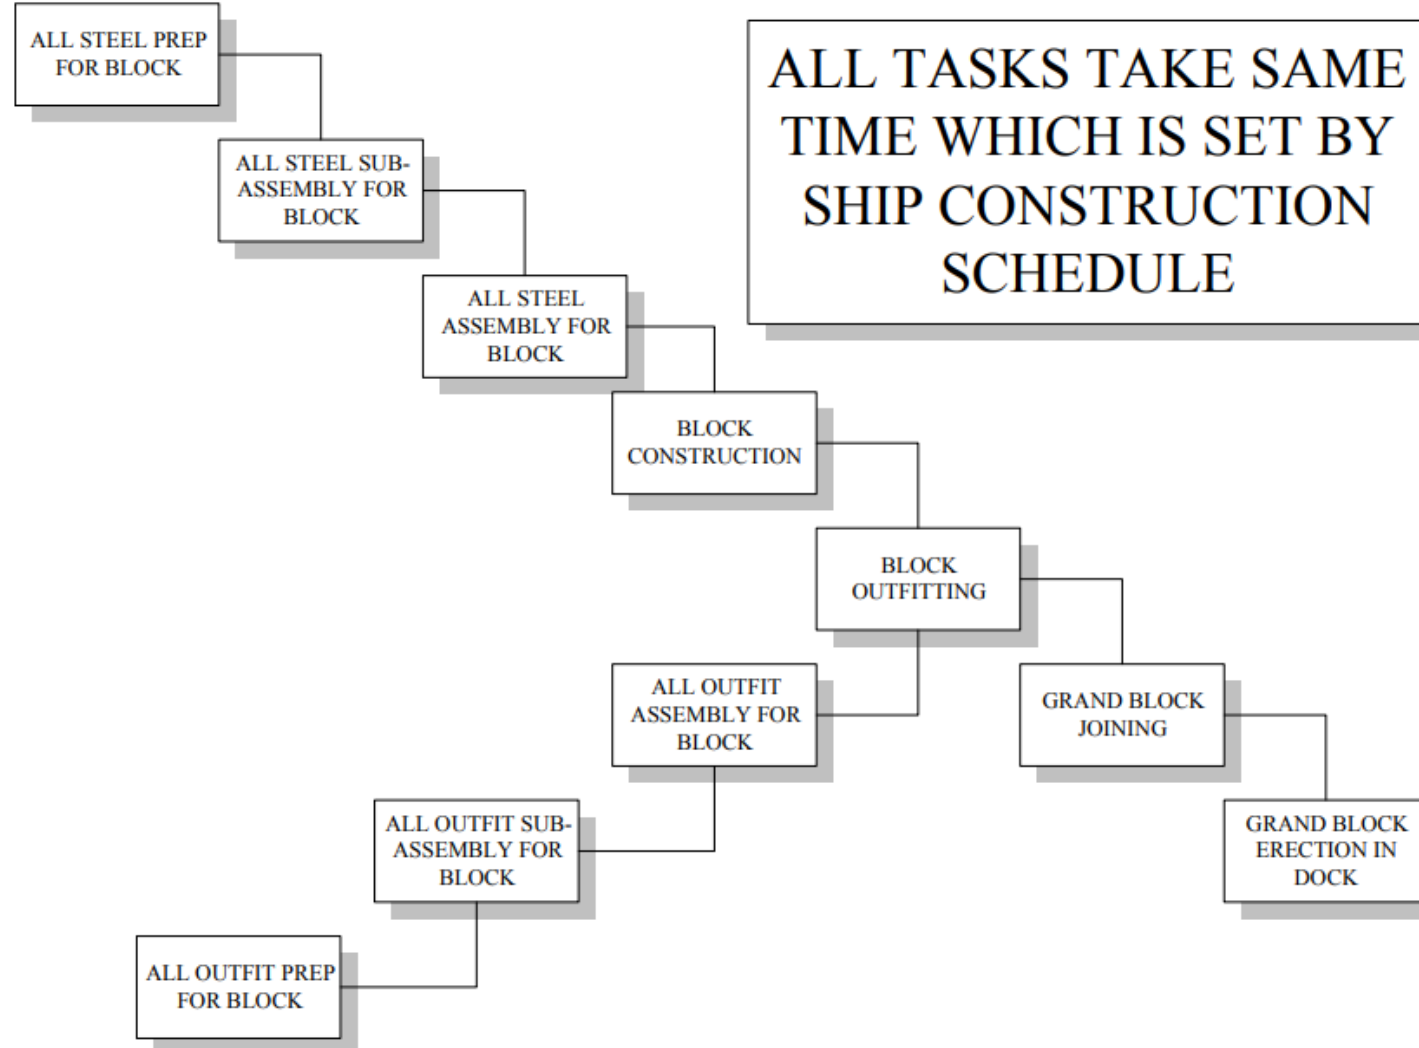 ALL STEEL PREP
FOR BLOCK
ALL TASKS TAKE SAME
TIME WHICH IS SET BY
SHIP CONSTRUCTION
SCHEDULE
ALL STEEL SUB-
ASSEMBLY FOR
BLOCK
ALL STEEL
ASSEMBLY FOR
BLOCK
BLOCK
CONSTRUCTION
BLOCK
OUTFITTING
ALL OUTFIT
ASSEMBLY FOR
BLOCK
GRAND BLOCK
JOINING
ALL OUTFIT SUB-
ASSEMBLY FOR
BLOCK
GRAND BLOCK
ERECTION IN
DOCK
ALL OUTFIT PREP
FOR BLOCK